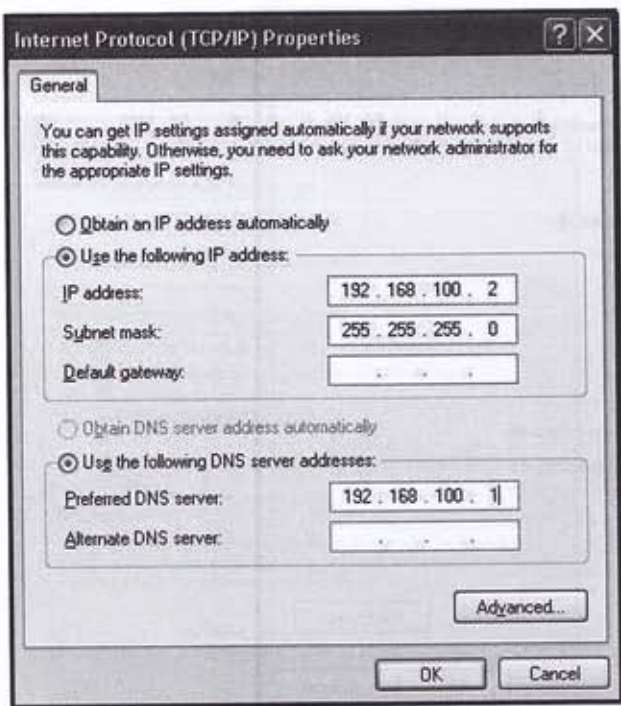 Internet Protocol (TCP/IP) Properties ? X
General
You can get IP settings assigned automatically if your network supports
this capability. Otherwise, you need to ask your network administrator for
the appropriate IP settings.
Obtain an IP address automatically
Use the following IP address:
IP address: 192 . 168 . 100 . 2
Subnet mask: 255 . 255 . 255 . 0
Default gateway: . . .
Obtain DNS server address automatically
Use the following DNS server addresses:
Preferred DNS server: 192 . 168 . 100 . 1
Alternate DNS server: . . .
Advanced...
OK Cancel